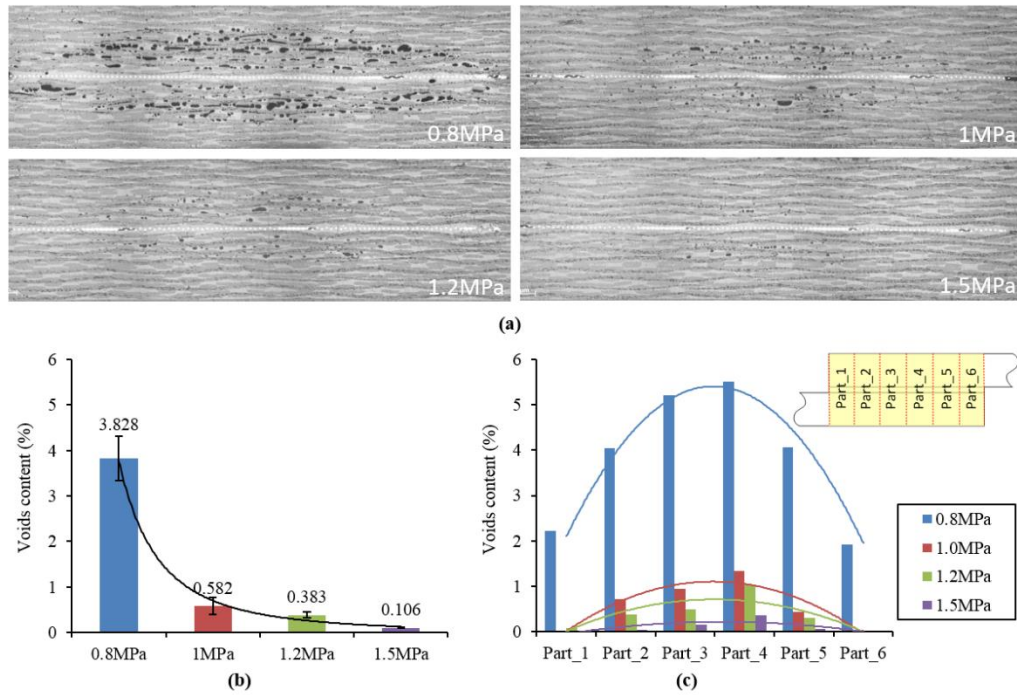 0.8MPa
1MPa
1.2MPa
1.5MPa
(a)
Voids content (%)
6
5
4
3
2
1
0
3.828
0.582
0.383
0.106
0.8MPa 1MPa 1.2MPa 1.5MPa
(b)
Voids content (%)
6
5
4
3
2
1
0
Part_1 Part_2 Part_3 Part_4 Part_5 Part_6
Part_1 Part_2 Part_3 Part_4 Part_5 Part_6
0.8MPa
1.0MPa
1.2MPa
1.5MPa
(c)